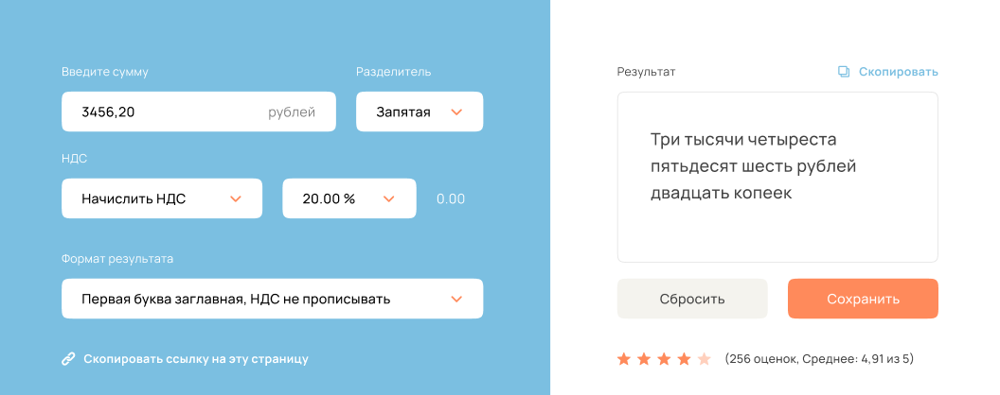 Введите сумму
Разделитель
3456,20 рублей
Запятая
НДС
Начислить НДС
20.00 %
0.00
Формат результата
Первая буква заглавная, НДС не прописывать
Скопировать ссылку на эту страницу
Результат
Скопировать
Три тысячи четыреста
пятьдесят шесть рублей
двадцать копеек
Сбросить
Сохранить
(256 оценок, Среднее: 4,91 из 5)